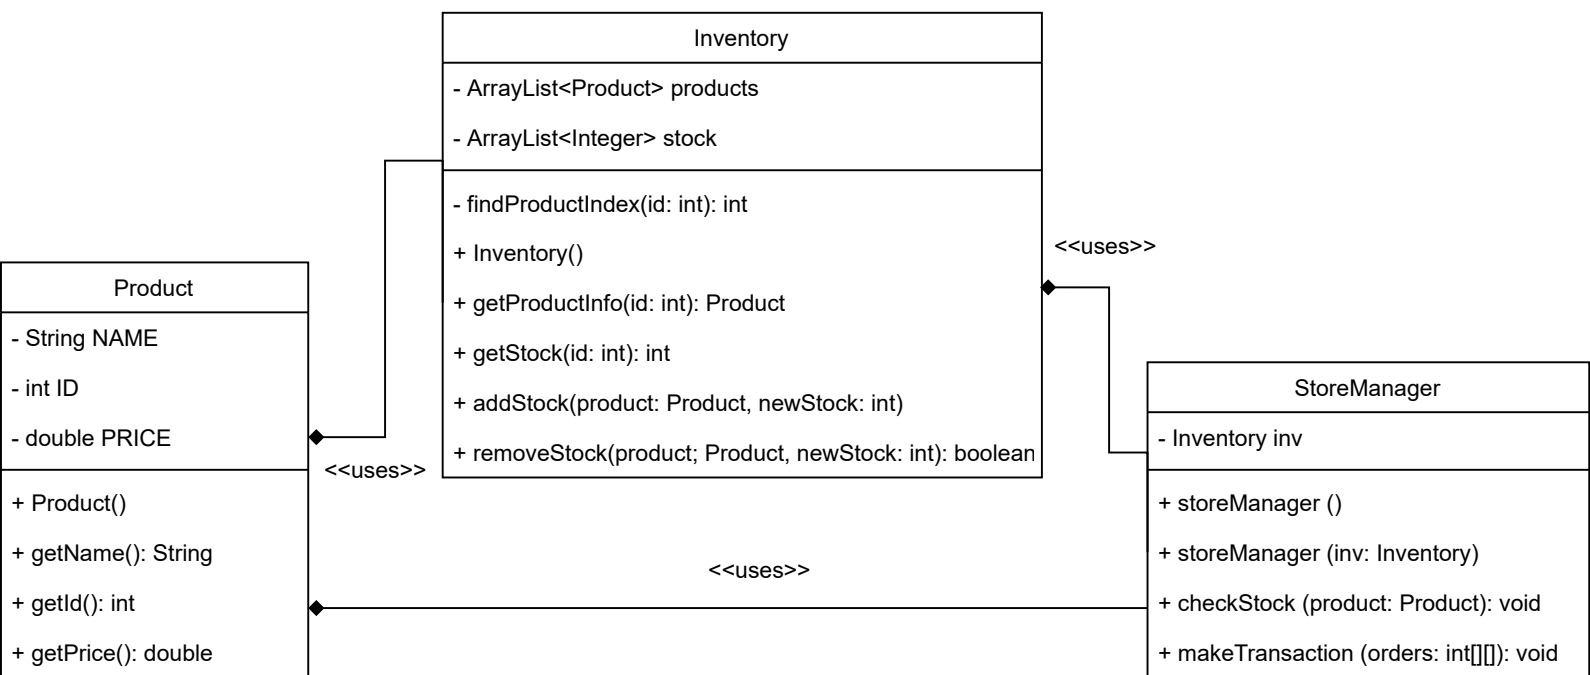 Inventory
- ArrayList<Product> products
- ArrayList<Integer> stock
- findProductIndex(id: int): int
+ Inventory()
+ getProductInfo(id: int): Product
+ getStock(id: int): int
+ addStock(product: Product, newStock: int)
+ removeStock(product; Product, newStock: int): boolean
<<uses>>
Product
- String NAME
- int ID
- double PRICE
+ Product()
+ getName(): String
+ getId(): int
+ getPrice(): double
<<uses>>
<<uses>>
StoreManager
- Inventory inv
+ storeManager ()
+ storeManager (inv: Inventory)
+ checkStock (product: Product): void
+ makeTransaction (orders: int[][]): void